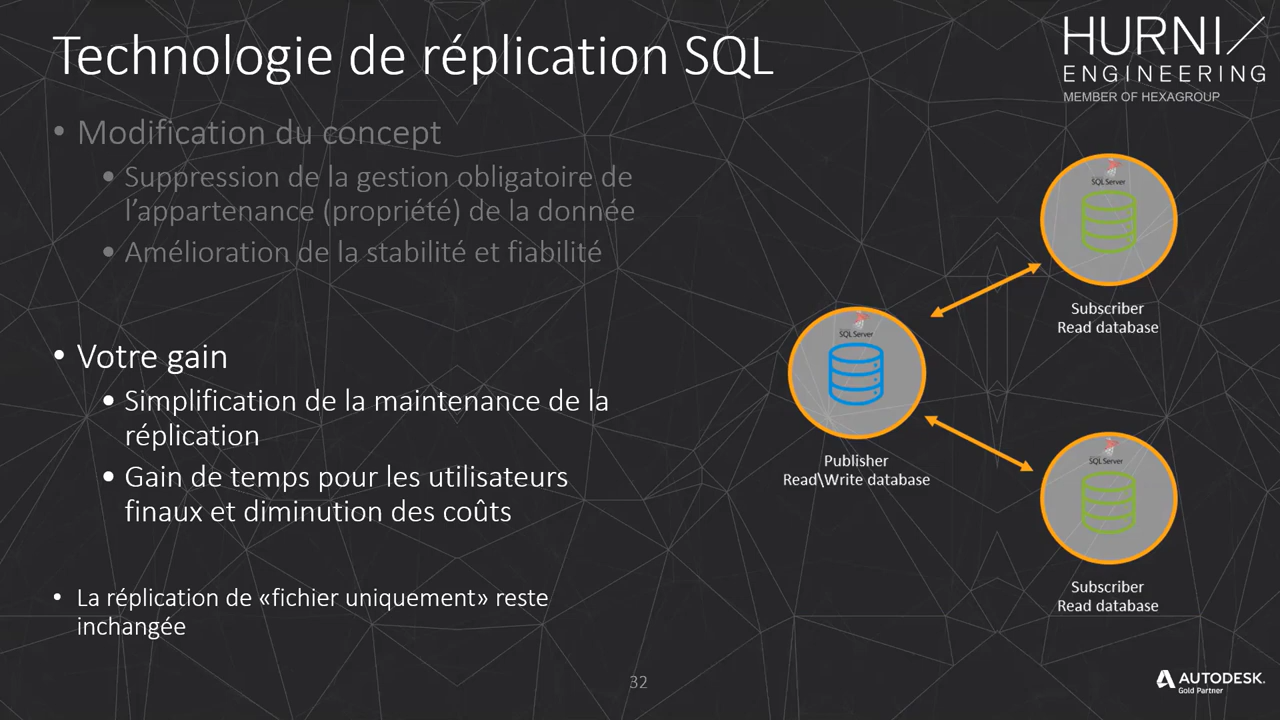 Technologie de réplication SQL
HURNI
ENGINEERING
MEMBER OF HEXAGROUP
• Modification du concept
• Suppression de la gestion obligatoire de
l’appartenance (propriété) de la donnée
• Amélioration de la stabilité et fiabilité
• Votre gain
• Simplification de la maintenance de la
réplication
• Gain de temps pour les utilisateurs
finaux et diminution des coûts
• La réplication de «fichier uniquement» reste
inchangée
SQL Server
Subscriber
Read database
SQL Server
Publisher
Read\Write database
SQL Server
Subscriber
Read database
32
AUTODESK.
Gold Partner